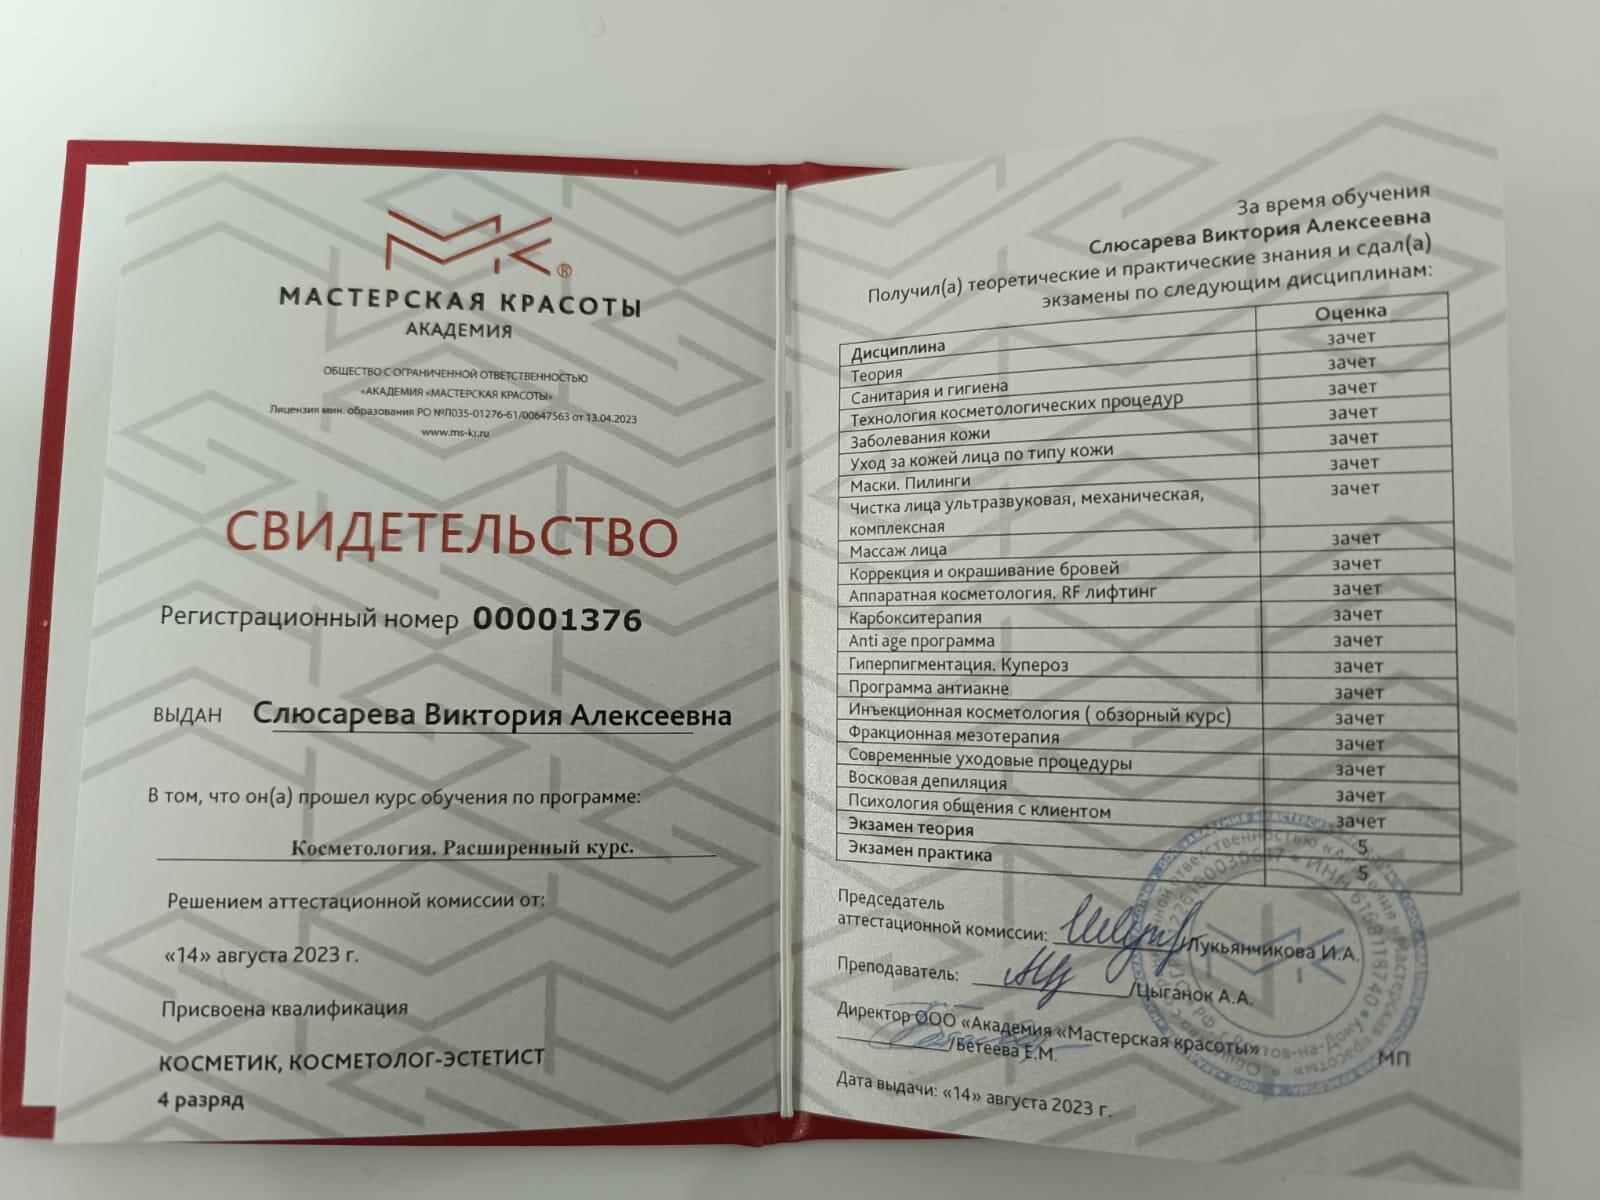 МК®
МАСТЕРСКАЯ КРАСОТЫ
АКАДЕМИЯ
ОБЩЕСТВО С ОГРАНИЧЕННОЙ ОТВЕТСТВЕННОСТЬЮ
«АКАДЕМИЯ «МАСТЕРСКАЯ КРАСОТЫ»
Лицензия мин. образования РО №Л035-01276-61/00647563 от 13.04.2023
www.ms-kr.ru
СВИДЕТЕЛЬСТВО
Регистрационный номер 00001376
ВЫДАН Слюсарева Виктория Алексеевна
В том, что он(а) прошел курс обучения по программе:
Косметология. Расширенный курс.
Решением аттестационной комиссии от:
«14» августа 2023 г.
Присвоена квалификация
КОСМЕТИК, КОСМЕТОЛОГ-ЭСТЕТИСТ
4 разряд
За время обучения
Слюсарева Виктория Алексеевна
Получил(а) теоретические и практические знания и сдал(а)
экзамены по следующим дисциплинам:
Дисциплина Оценка
Теория зачет
Санитария и гигиена зачет
Технология косметологических процедур зачет
Заболевания кожи зачет
Уход за кожей лица по типу кожи зачет
Маски. Пилинги зачет
Чистка лица ультразвуковая, механическая, зачет
комплексная
Массаж лица зачет
Коррекция и окрашивание бровей зачет
Аппаратная косметология. RF лифтинг зачет
Карбокситерапия зачет
Anti age программа зачет
Гиперпигментация. Купероз зачет
Программа антиакне зачет
Инъекционная косметология ( обзорный курс) зачет
Фракционная мезотерапия зачет
Современные уходовые процедуры зачет
Восковая депиляция зачет
Психология общения с клиентом зачет
Экзамен теория 5
Экзамен практика 5
Председатель
аттестационной комиссии: /Лукьянчикова И.А.
Преподаватель: /Цыганок А.А.
Директор ООО «Академия «Мастерская красоты»
/Бетеева Е.М.
МП
Дата выдачи: «14» августа 2023 г.
ИНН 6168118740